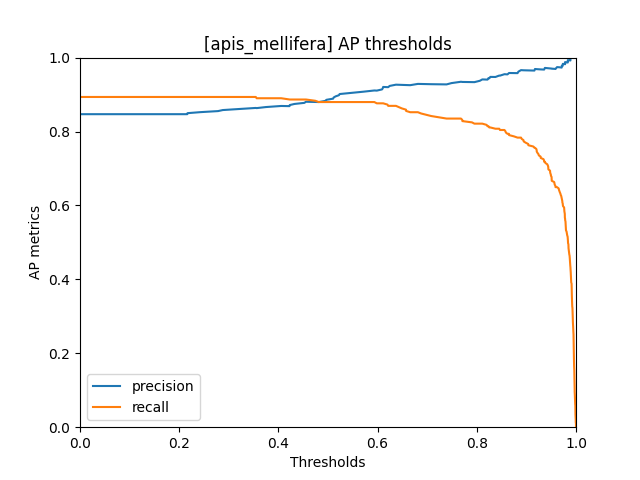 [apis_mellifera] AP thresholds
1.0
0.8
0.6
0.4
0.2
0.0
AP metrics
precision
recall
0.0 0.2 0.4 0.6 0.8 1.0
Thresholds